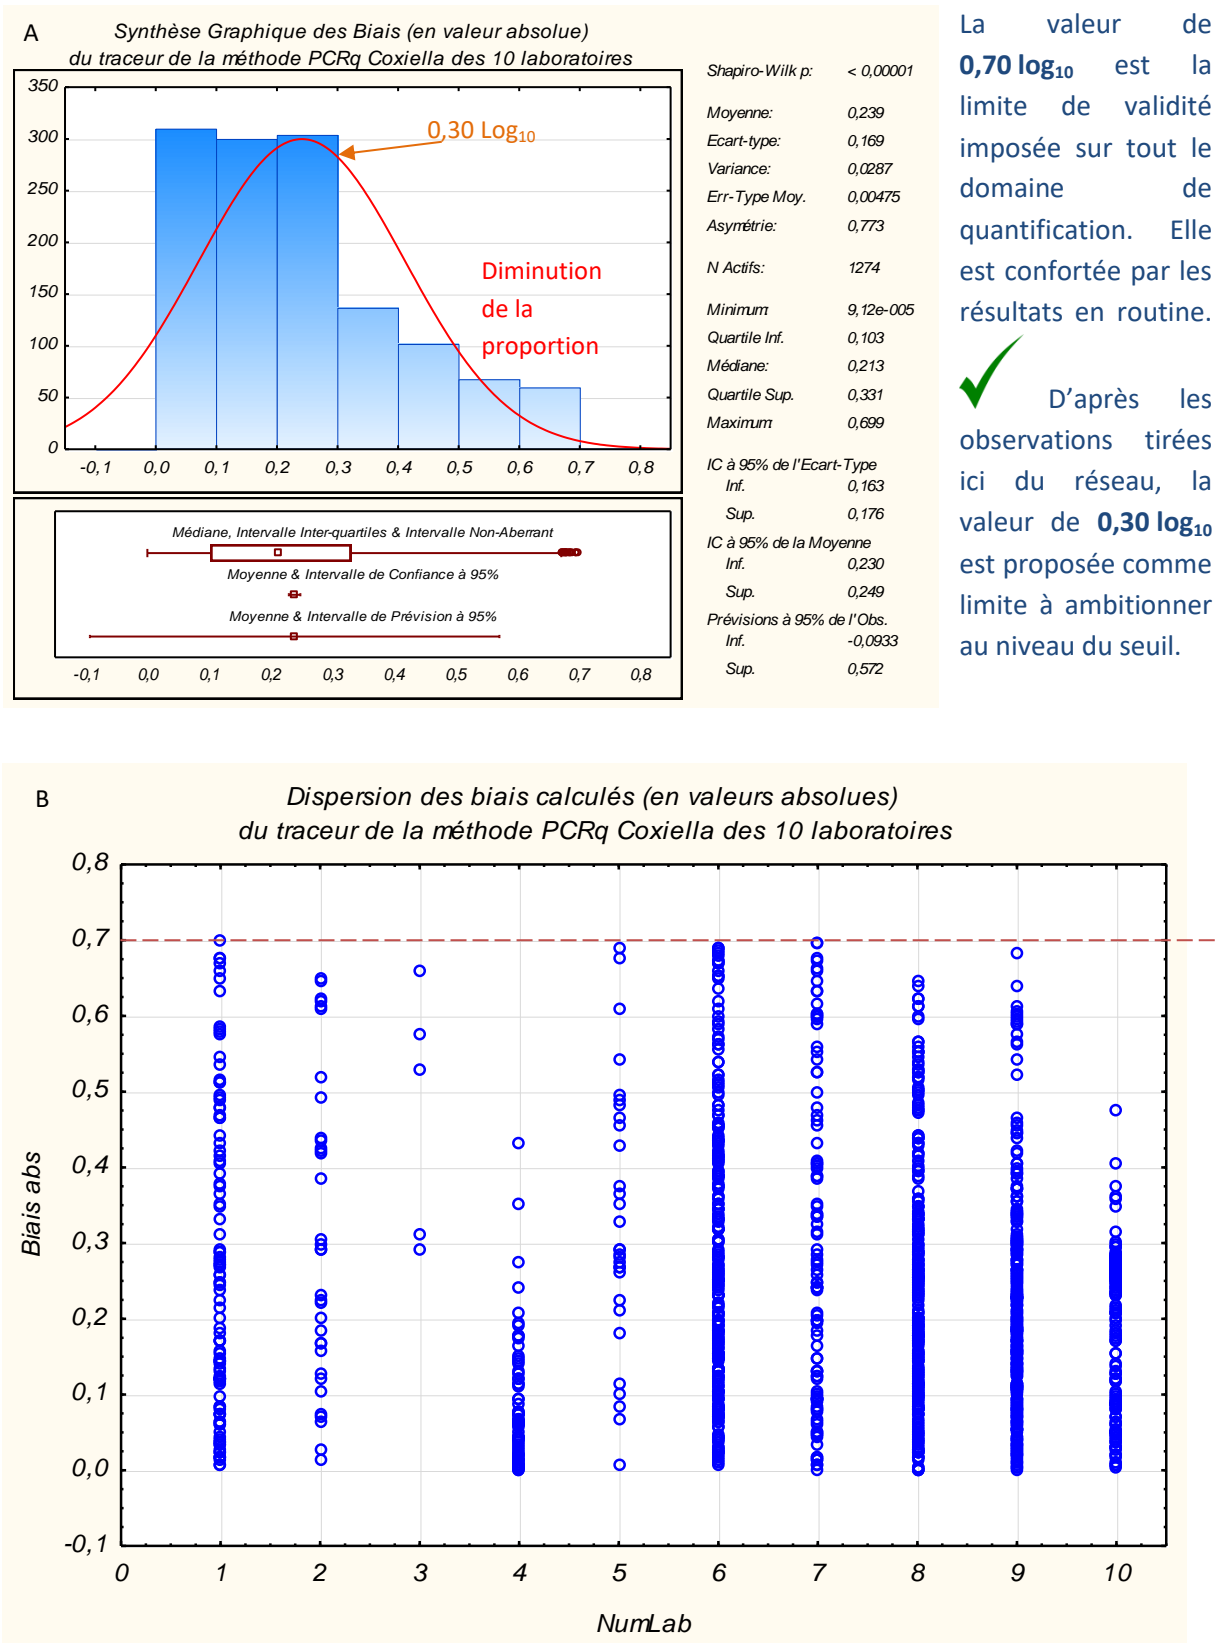 A
Synthèse Graphique des Biais (en valeur absolue)
du traceur de la méthode PCRq Coxiella des 10 laboratoires
350
300
250
200
150
100
50
0
-0,1 0,0 0,1 0,2 0,3 0,4 0,5 0,6 0,7 0,8
0,30 Log10
Diminution
de la
proportion
Médiane, Intervalle Inter-quartiles & Intervalle Non-Aberrant
Moyenne & Intervalle de Confiance à 95%
Moyenne & Intervalle de Prévision à 95%
-0,1 0,0 0,1 0,2 0,3 0,4 0,5 0,6 0,7 0,8
Shapiro-Wilk p: < 0,00001
Moyenne: 0,239
Ecart-type: 0,169
Variance: 0,0287
Err-Type Moy. 0,00475
Asymétrie: 0,773
N Actifs: 1274
Minimum: 9,12e-005
Quartile Inf. 0,103
Médiane: 0,213
Quartile Sup. 0,331
Maximum: 0,699
IC à 95% de l'Ecart-Type
Inf. 0,163
Sup. 0,176
IC à 95% de la Moyenne
Inf. 0,230
Sup. 0,249
Prévisions à 95% de l'Obs.
Inf. -0,0933
Sup. 0,572
La valeur de
0,70 log10 est la
limite de validité
imposée sur tout le
domaine de
quantification. Elle
est confortée par les
résultats en routine.
D’après les
observations tirées
ici du réseau, la
valeur de 0,30 log10
est proposée comme
limite à ambitionner
au niveau du seuil.
B
Dispersion des biais calculés (en valeurs absolues)
du traceur de la méthode PCRq Coxiella des 10 laboratoires
Biais abs
0,8
0,7
0,6
0,5
0,4
0,3
0,2
0,1
0,0
-0,1
0 1 2 3 4 5 6 7 8 9 10
NumLab